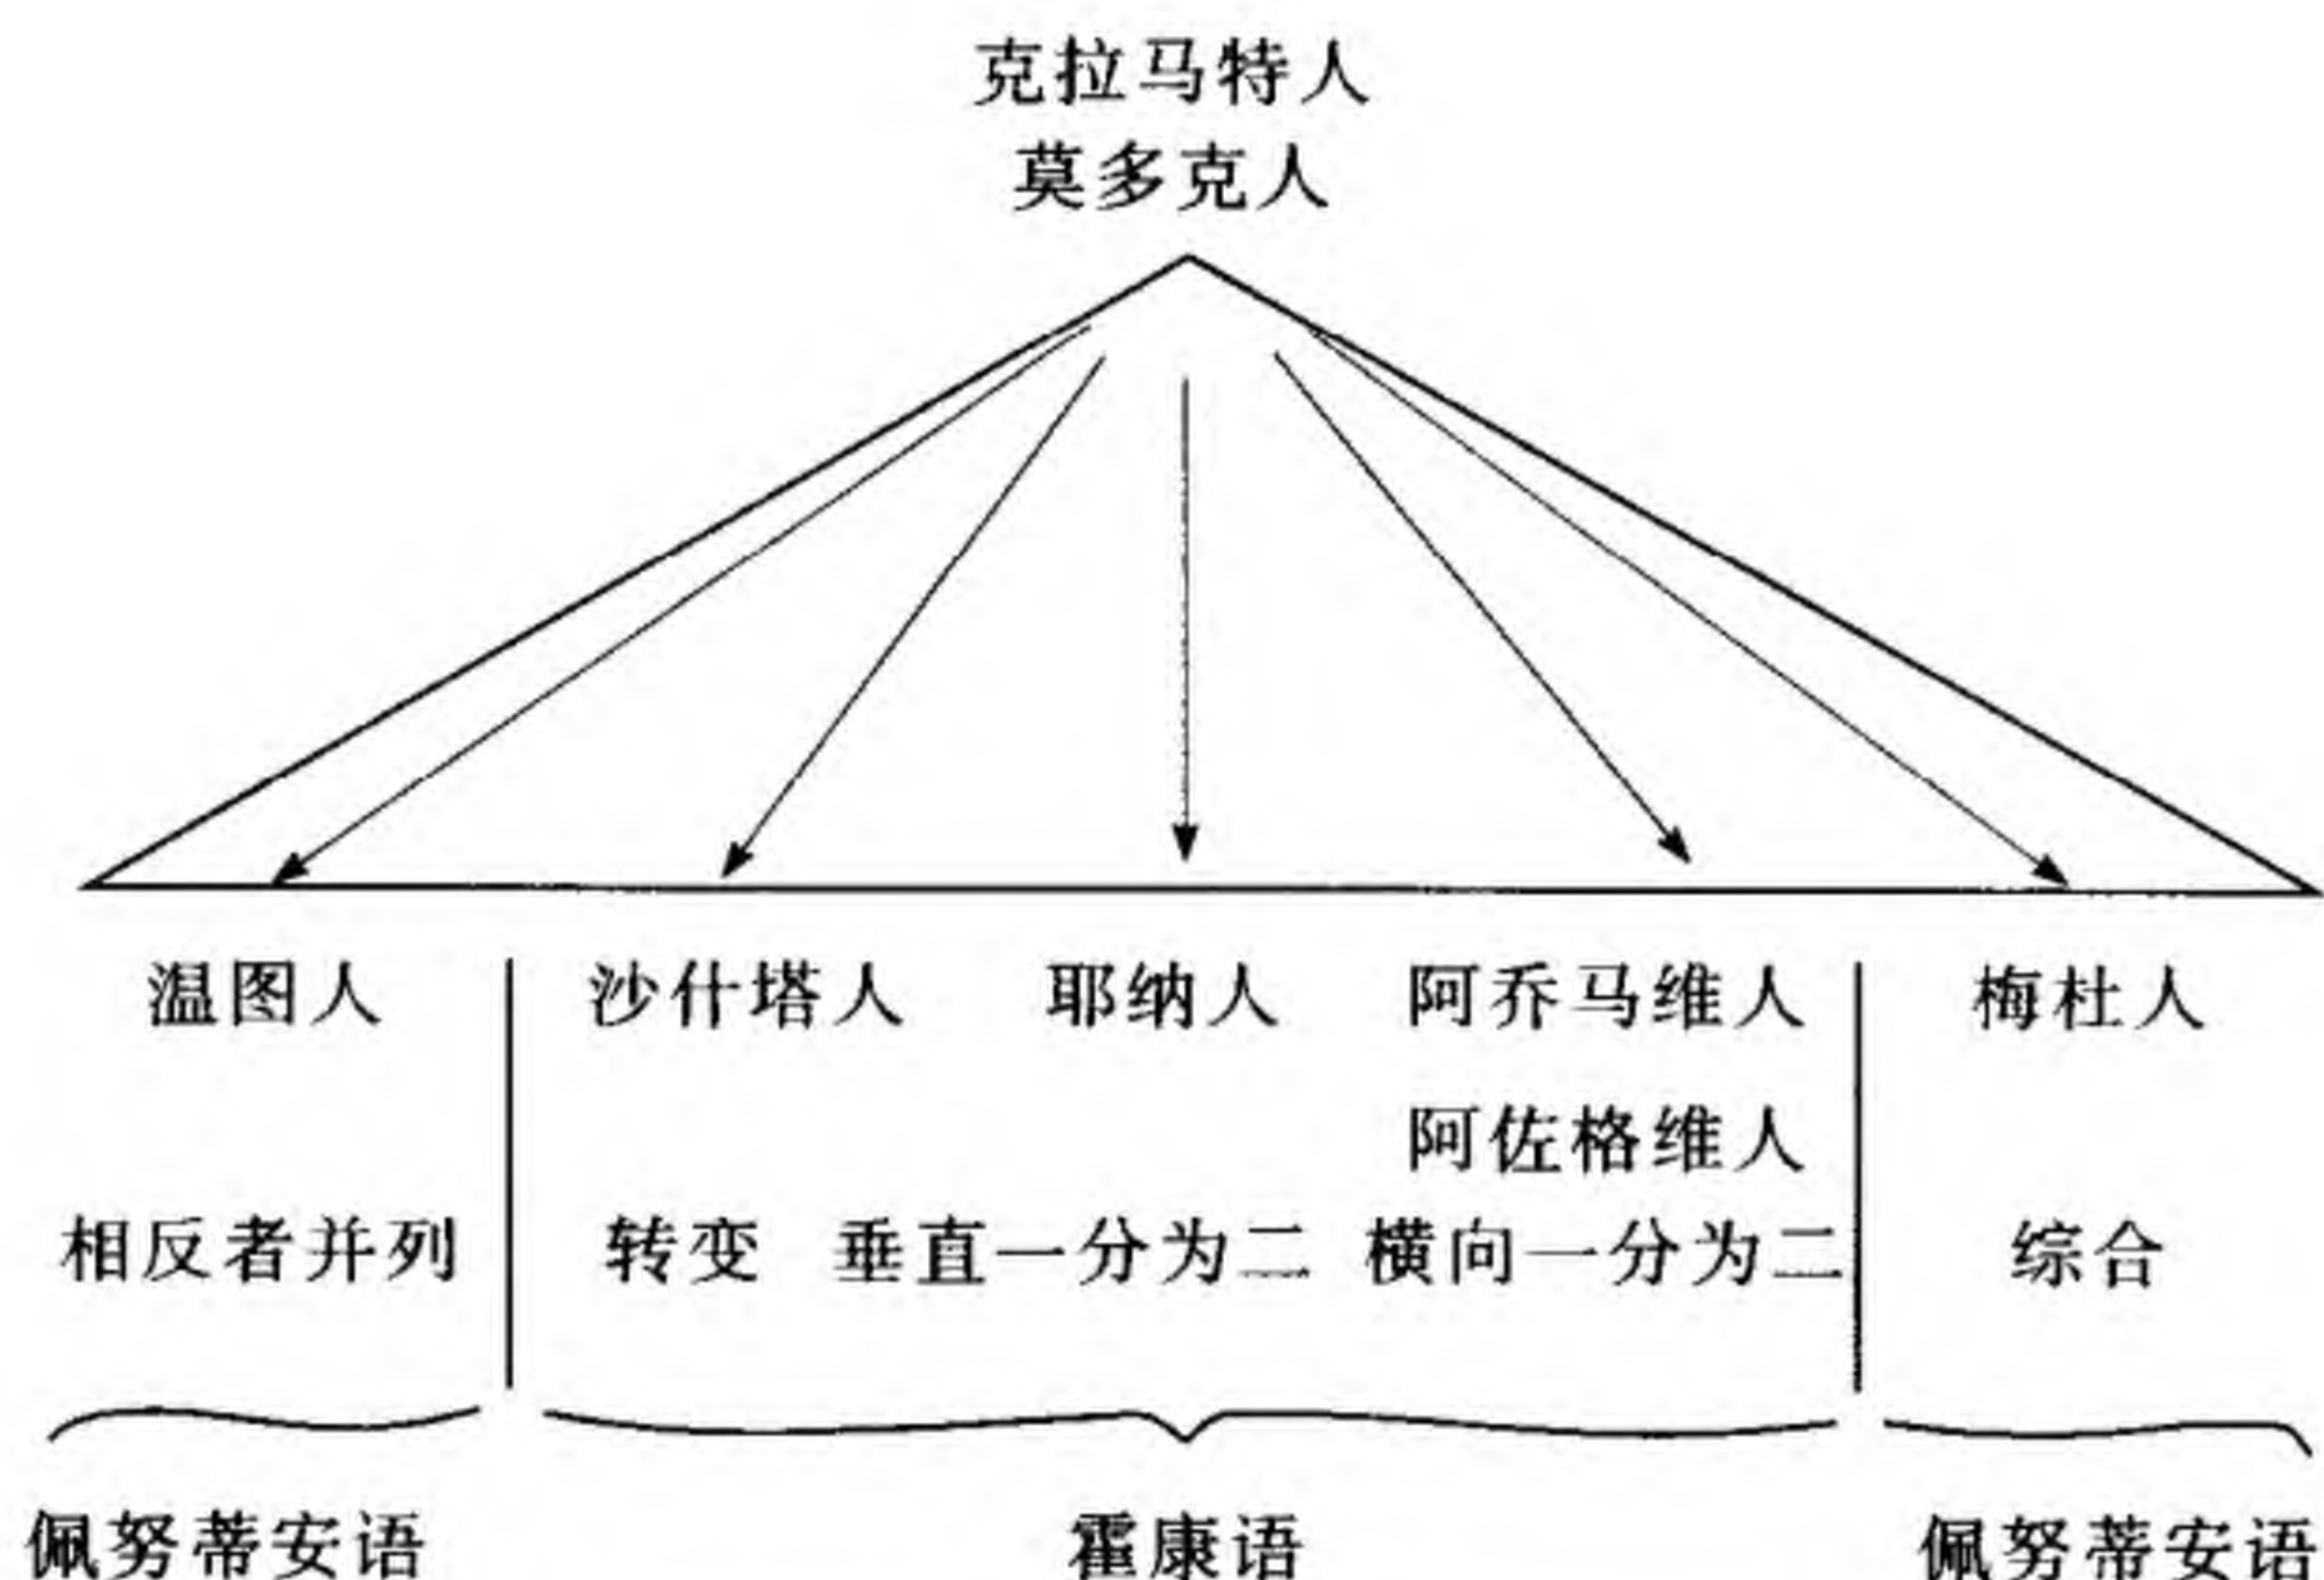 克拉马特人
莫多克人
温图人 沙什塔人 耶纳人 阿乔马维人 梅杜人
阿佐格维人
相反者并列 转变 垂直一分为二 横向一分为二 综合
佩努蒂安语 霍康语 佩努蒂安语